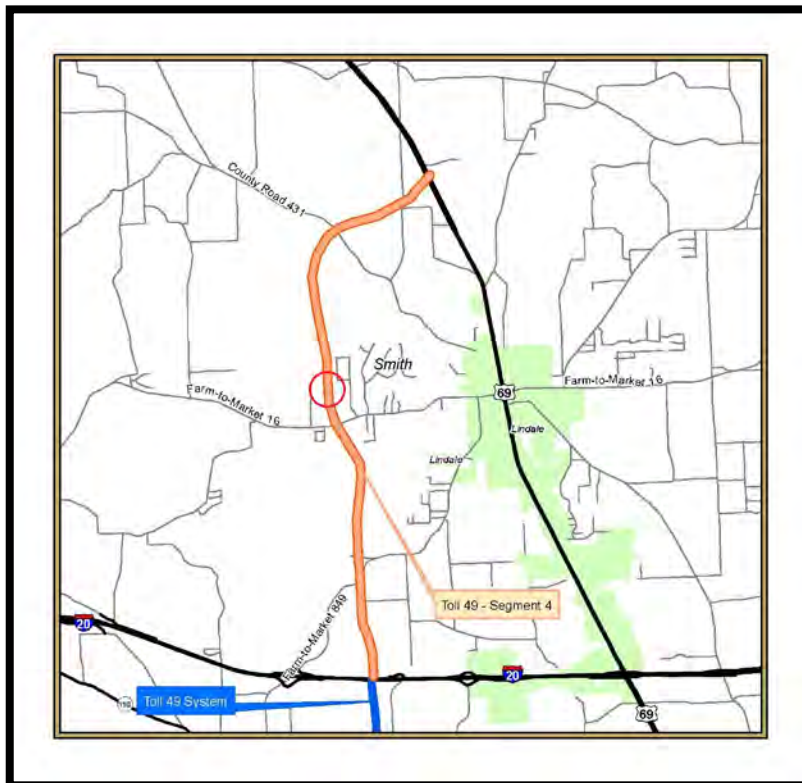 County Road 431
Smith
Farm-to-Market 16
Farm-to-Market 16
69
Lindale
Lindale
Toll 49 - Segment 4
Farm-to-Market 849
20
20
Toll 49 System
69